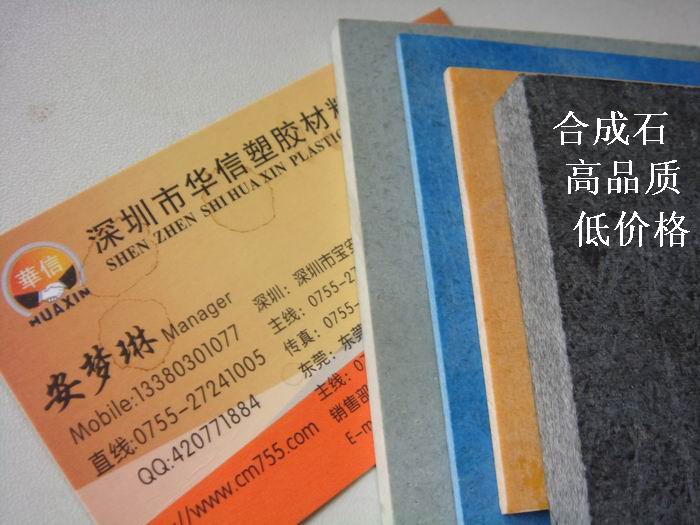 深圳市华信塑胶材料
SHEN ZHEN SHI HUA XIN PLASTIC
華信
HUAXIN
安梦琳 Manager
Mobile:13380301077
直线:0755-27241005
QQ:420771884
//www.cm755.com
深圳：深圳市宝安
主线：0755-27
传真：0755-2
东莞：东莞
主线：07
销售部
E-m
合成石
高品质
低价格